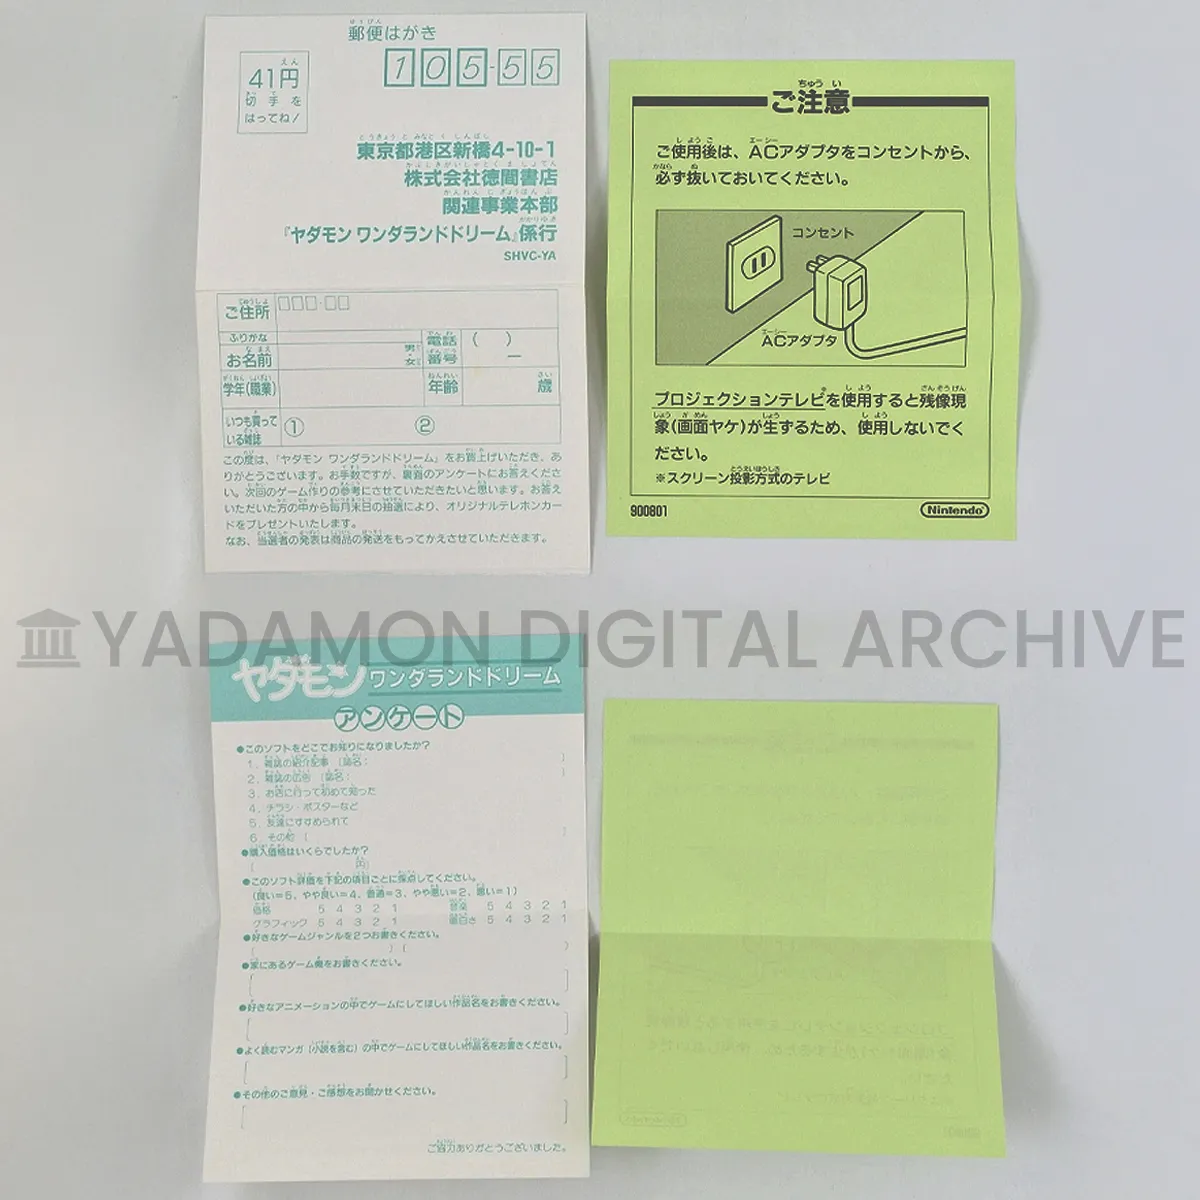 郵便はがき
105-55
41円
切手を
はってね!
東京都港区新橋4-10-1
株式会社徳間書店
関連事業本部
『ヤダモン ワンダランドドリーム』係行
SHVC-YA
ご住所
ふりがな
お名前
男・女
電話番号
( )
ー
学年(職業)
年齢
歳
いつも買って
いる雑誌
①
②
この度は、「ヤダモン ワンダランドドリーム」をお買上げいただき、あ
りがとうございます。お手数ですが、裏面のアンケートにお答えくださ
い。次回のゲーム作りの参考にさせていただきたいと思います。お答え
いただいた方の中から毎月末日の抽選により、オリジナルテレホンカー
ドをプレゼントいたします。
なお、当選者の発表は商品の発送をもってかえさせていただきます。
ご注意
ご使用後は、ACアダプタをコンセントから、
必ず抜いておいてください。
コンセント
ACアダプタ
プロジェクションテレビ※を使用すると残像現
象(画面ヤケ)が生ずるため、使用しないでく
ださい。
※スクリーン投影方式のテレビ
900801
Nintendo
YADAMON DIGITAL ARCHIVE
ヤダモン ワンダランドドリーム
アンケート
●このソフトをどこでお知りになりましたか?
1. 雑誌の紹介記事 (誌名: )
2. 雑誌の広告 (誌名: )
3. お店に行って初めて知った
4. チラシ・ポスターなど
5. 友達にすすめられて
6. その他 ( )
●購入価格はいくらでしたか?
( 円)
●このソフト評価を下記の項目ごとに採点してください。
(良い=5、やや良い=4、普通=3、やや悪い=2、悪い=1)
価格 5 4 3 2 1 音楽 5 4 3 2 1
グラフィック 5 4 3 2 1 面白さ 5 4 3 2 1
●好きなゲームジャンルを2つお書きください。
( ) ( )
●家にあるゲーム機をお書きください。
●好きなアニメーションの中でゲームにしてほしい作品名をお書きください。
●よく読むマンガ(小説を含む)の中でゲームにしてほしい作品名をお書きください。
●その他のご意見・ご感想をお聞かせください。
ご協力ありがとうございました。